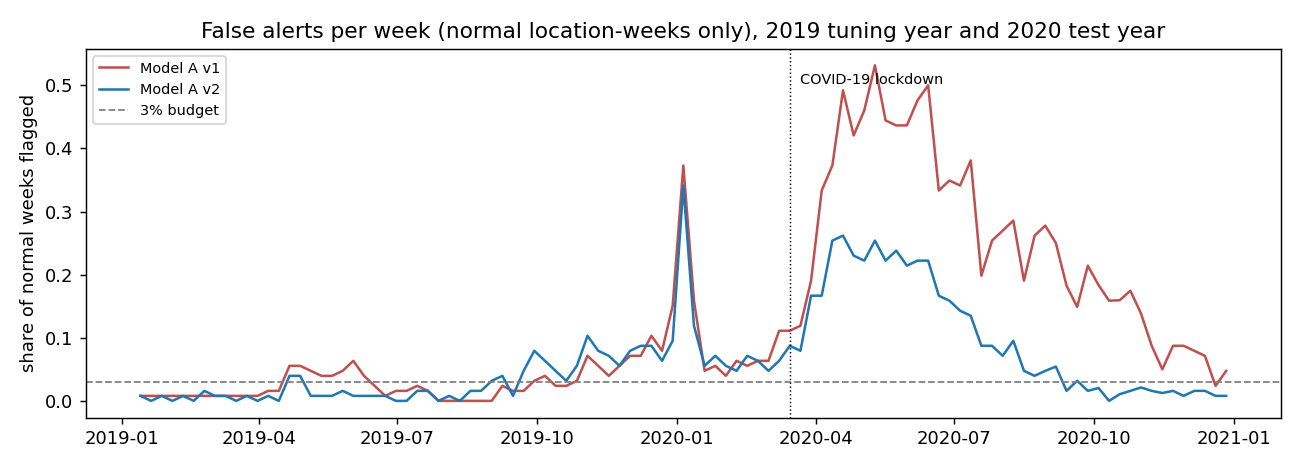 False alerts per week (normal location-weeks only), 2019 tuning year and 2020 test year
Model A v1
Model A v2
3% budget
COVID-19 lockdown
share of normal weeks flagged
0.5
0.4
0.3
0.2
0.1
0.0
2019-01 2019-04 2019-07 2019-10 2020-01 2020-04 2020-07 2020-10 2021-01